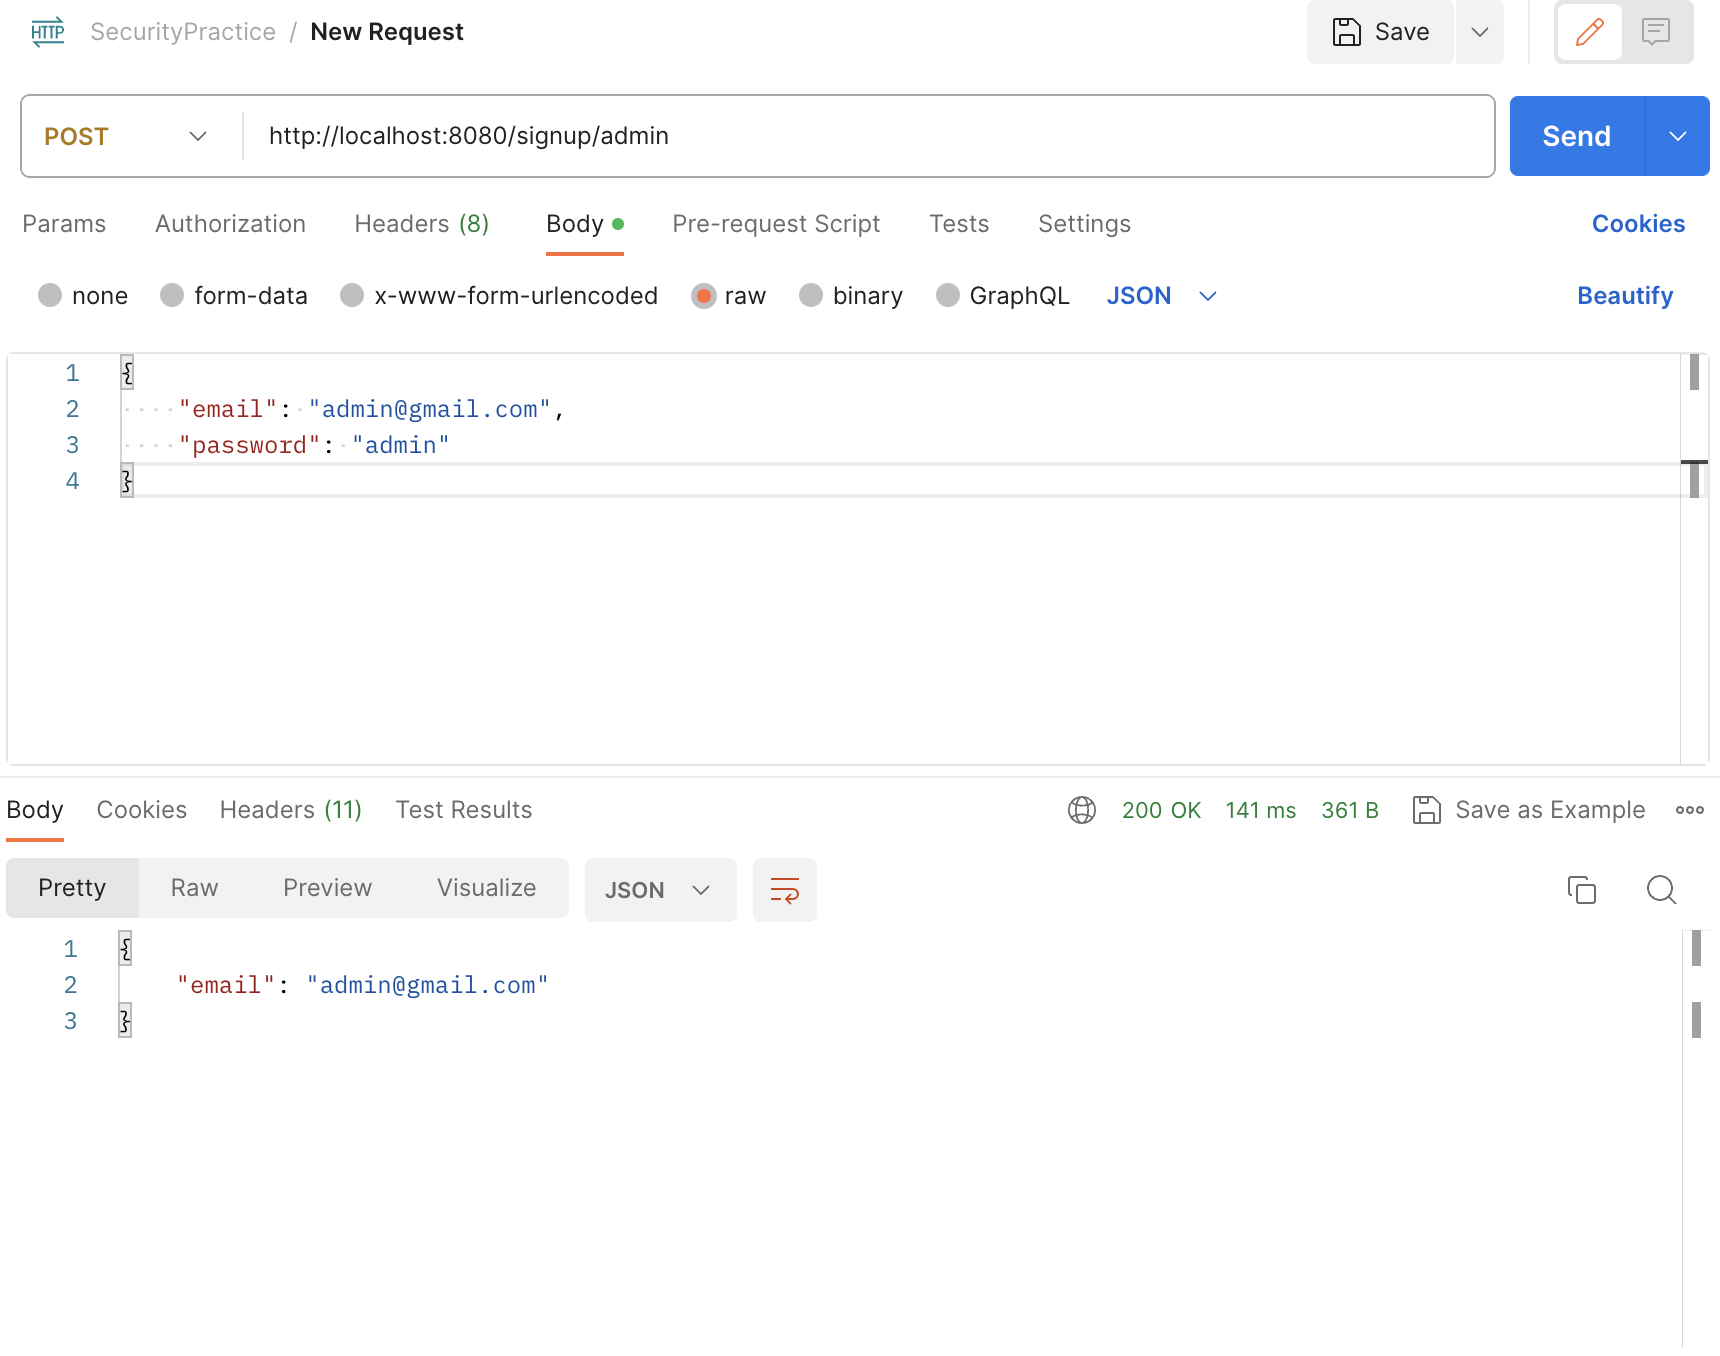 HTTP SecurityPractice / New Request Save
POST http://localhost:8080/signup/admin Send
Params Authorization Headers (8) Body Pre-request Script Tests Settings Cookies
none form-data x-www-form-urlencoded raw binary GraphQL JSON Beautify
1 {
2 "email": "admin@gmail.com",
3 "password": "admin"
4 }
Body Cookies Headers (11) Test Results 200 OK 141 ms 361 B Save as Example
Pretty Raw Preview Visualize JSON
1 {
2 "email": "admin@gmail.com"
3 }